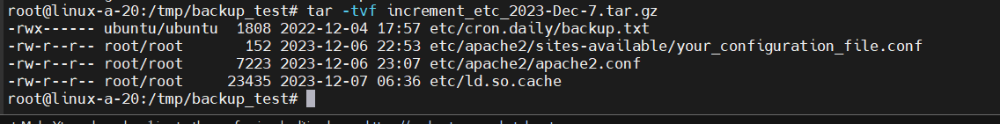 root@linux-a-20:/tmp/backup_test# tar -tvf increment_etc_2023-Dec-7.tar.gz
-rwx------ ubuntu/ubuntu  1808 2022-12-04 17:57 etc/cron.daily/backup.txt
-rw-r--r-- root/root       152 2023-12-06 22:53 etc/apache2/sites-available/your_configuration_file.conf
-rw-r--r-- root/root      7223 2023-12-06 23:07 etc/apache2/apache2.conf
-rw-r--r-- root/root     23435 2023-12-07 06:36 etc/ld.so.cache
root@linux-a-20:/tmp/backup_test#